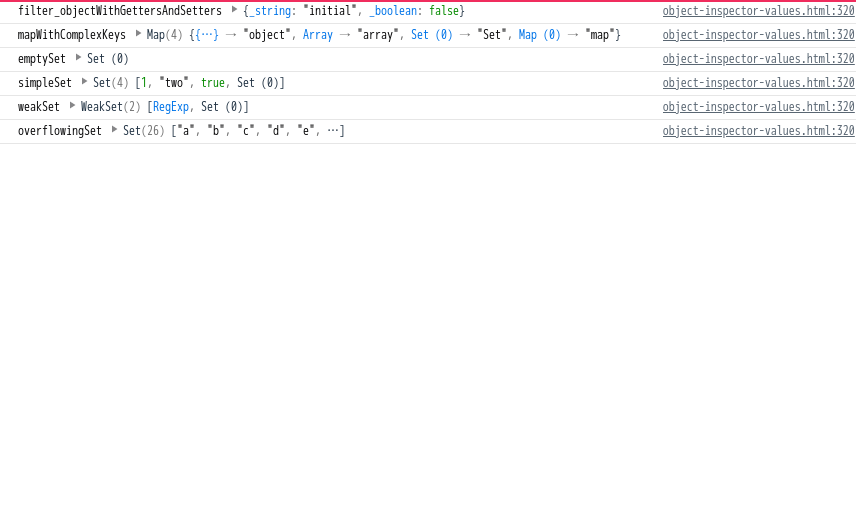 filter_objectWithGettersAndSetters ▶ {_string: "initial", _boolean: false} object-inspector-values.html:320
mapWithComplexKeys ▶ Map(4) {{…} → "object", Array → "array", Set (0) → "Set", Map (0) → "map"} object-inspector-values.html:320
emptySet ▶ Set (0) object-inspector-values.html:320
simpleSet ▶ Set(4) [1, "two", true, Set (0)] object-inspector-values.html:320
weakSet ▶ WeakSet(2) [RegExp, Set (0)] object-inspector-values.html:320
overflowingSet ▶ Set(26) ["a", "b", "c", "d", "e", …] object-inspector-values.html:320